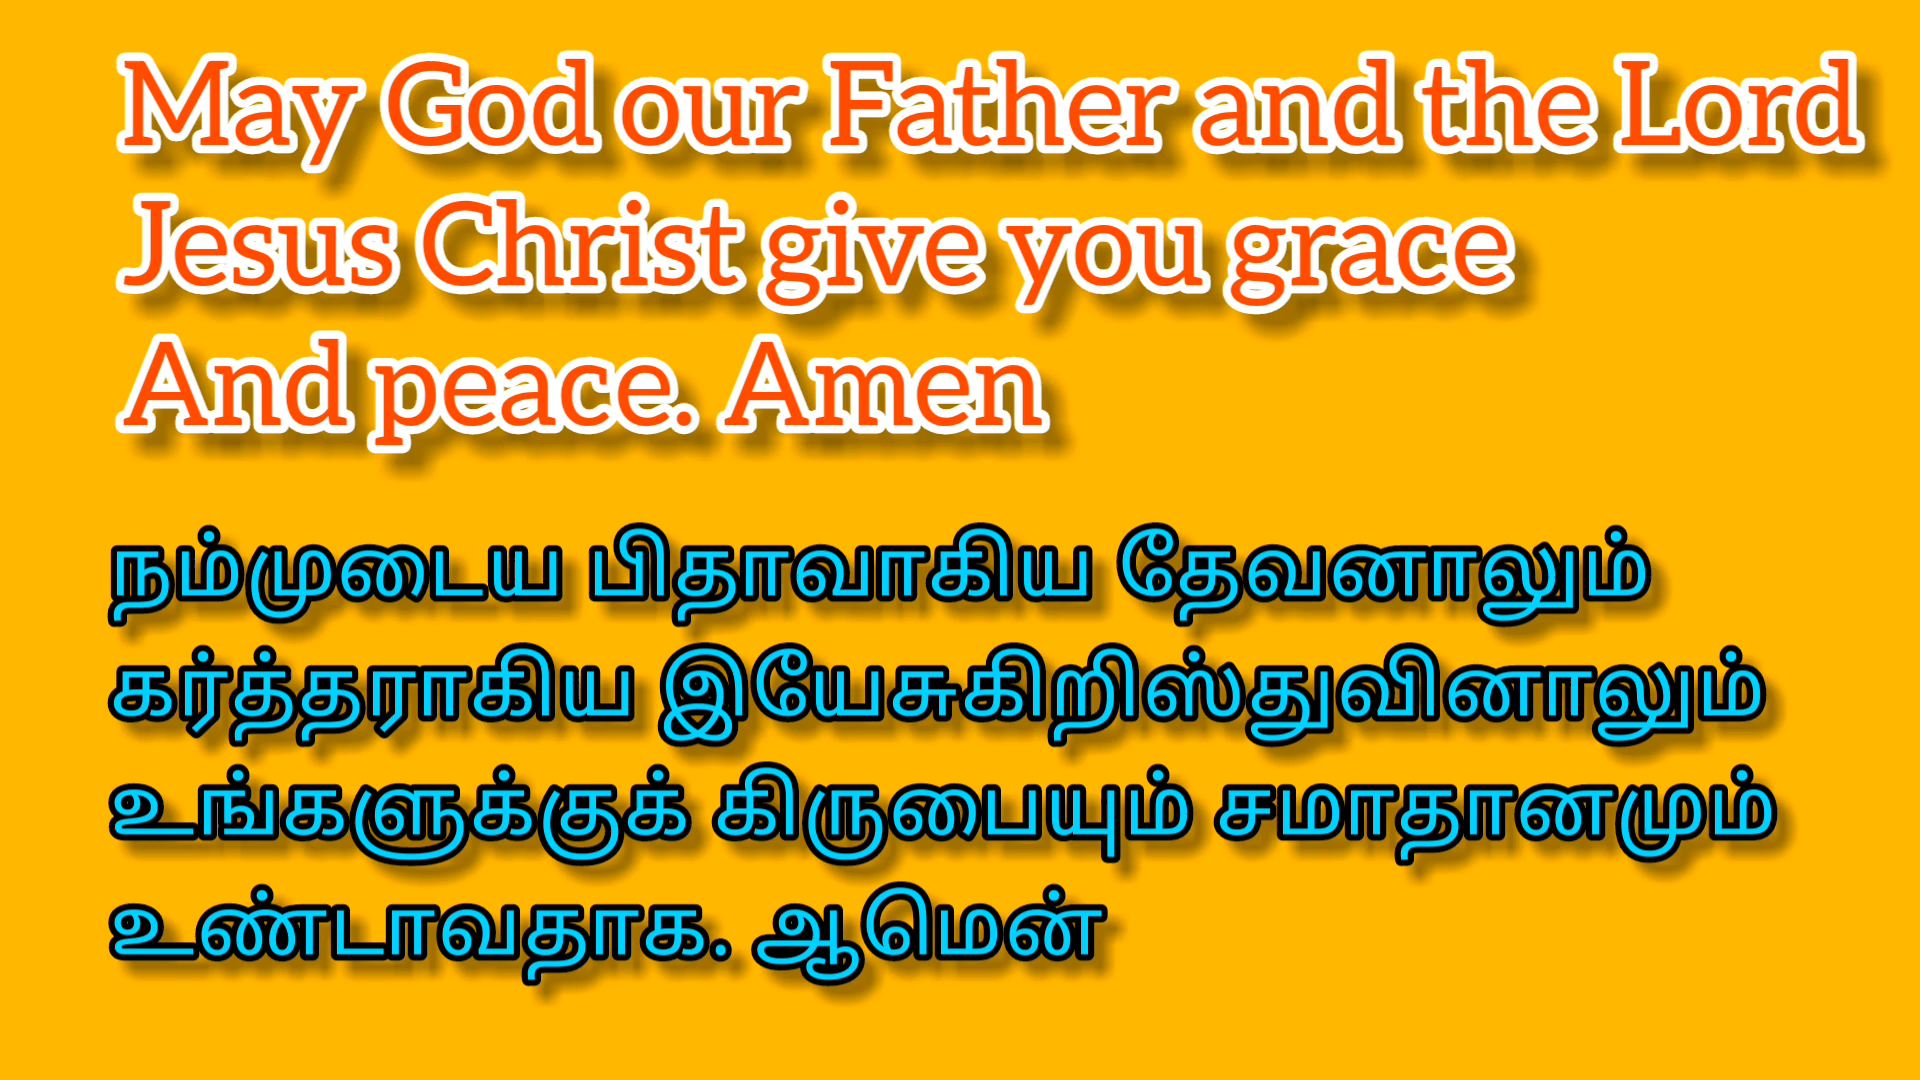 May God our Father and the Lord
Jesus Christ give you grace
And peace. Amen
நம்முடைய பிதாவாகிய தேவனாலும்
கர்த்தராகிய இயேசுகிறிஸ்துவினாலும்
உங்களுக்குக் கிருபையும் சமாதானமும்
உண்டாவதாக. ஆமென்